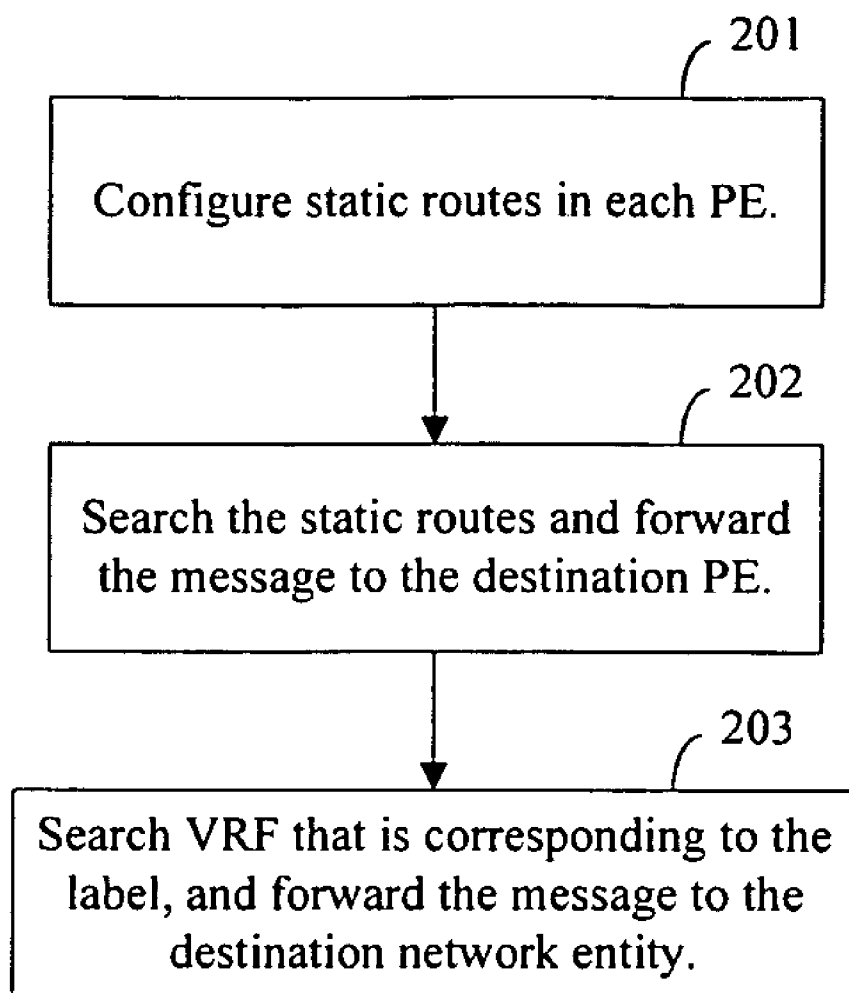 201
Configure static routes in each PE.
202
Search the static routes and forward
the message to the destination PE.
203
Search VRF that is corresponding to the
label, and forward the message to the
destination network entity.